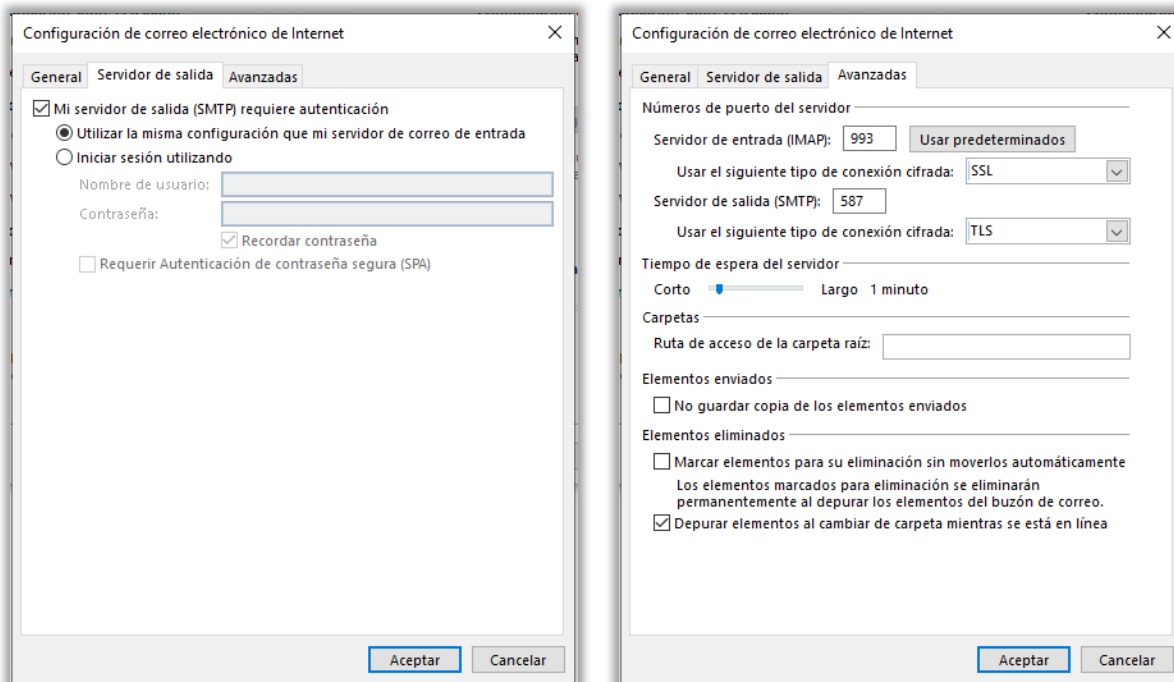 Configuración de correo electrónico de Internet
General Servidor de salida Avanzadas
Mi servidor de salida (SMTP) requiere autenticación
Utilizar la misma configuración que mi servidor de correo de entrada
Iniciar sesión utilizando
Nombre de usuario:
Contraseña:
Recordar contraseña
Requerir Autenticación de contraseña segura (SPA)
Aceptar Cancelar
Configuración de correo electrónico de Internet
General Servidor de salida Avanzadas
Números de puerto del servidor
Servidor de entrada (IMAP): 993 Usar predeterminados
Usar el siguiente tipo de conexión cifrada: SSL
Servidor de salida (SMTP): 587
Usar el siguiente tipo de conexión cifrada: TLS
Tiempo de espera del servidor
Corto Largo 1 minuto
Carpetas
Ruta de acceso de la carpeta raíz:
Elementos enviados
No guardar copia de los elementos enviados
Elementos eliminados
Marcar elementos para su eliminación sin moverlos automáticamente
Los elementos marcados para eliminación se eliminarán
permanentemente al depurar los elementos del buzón de correo.
Depurar elementos al cambiar de carpeta mientras se está en línea
Aceptar Cancelar